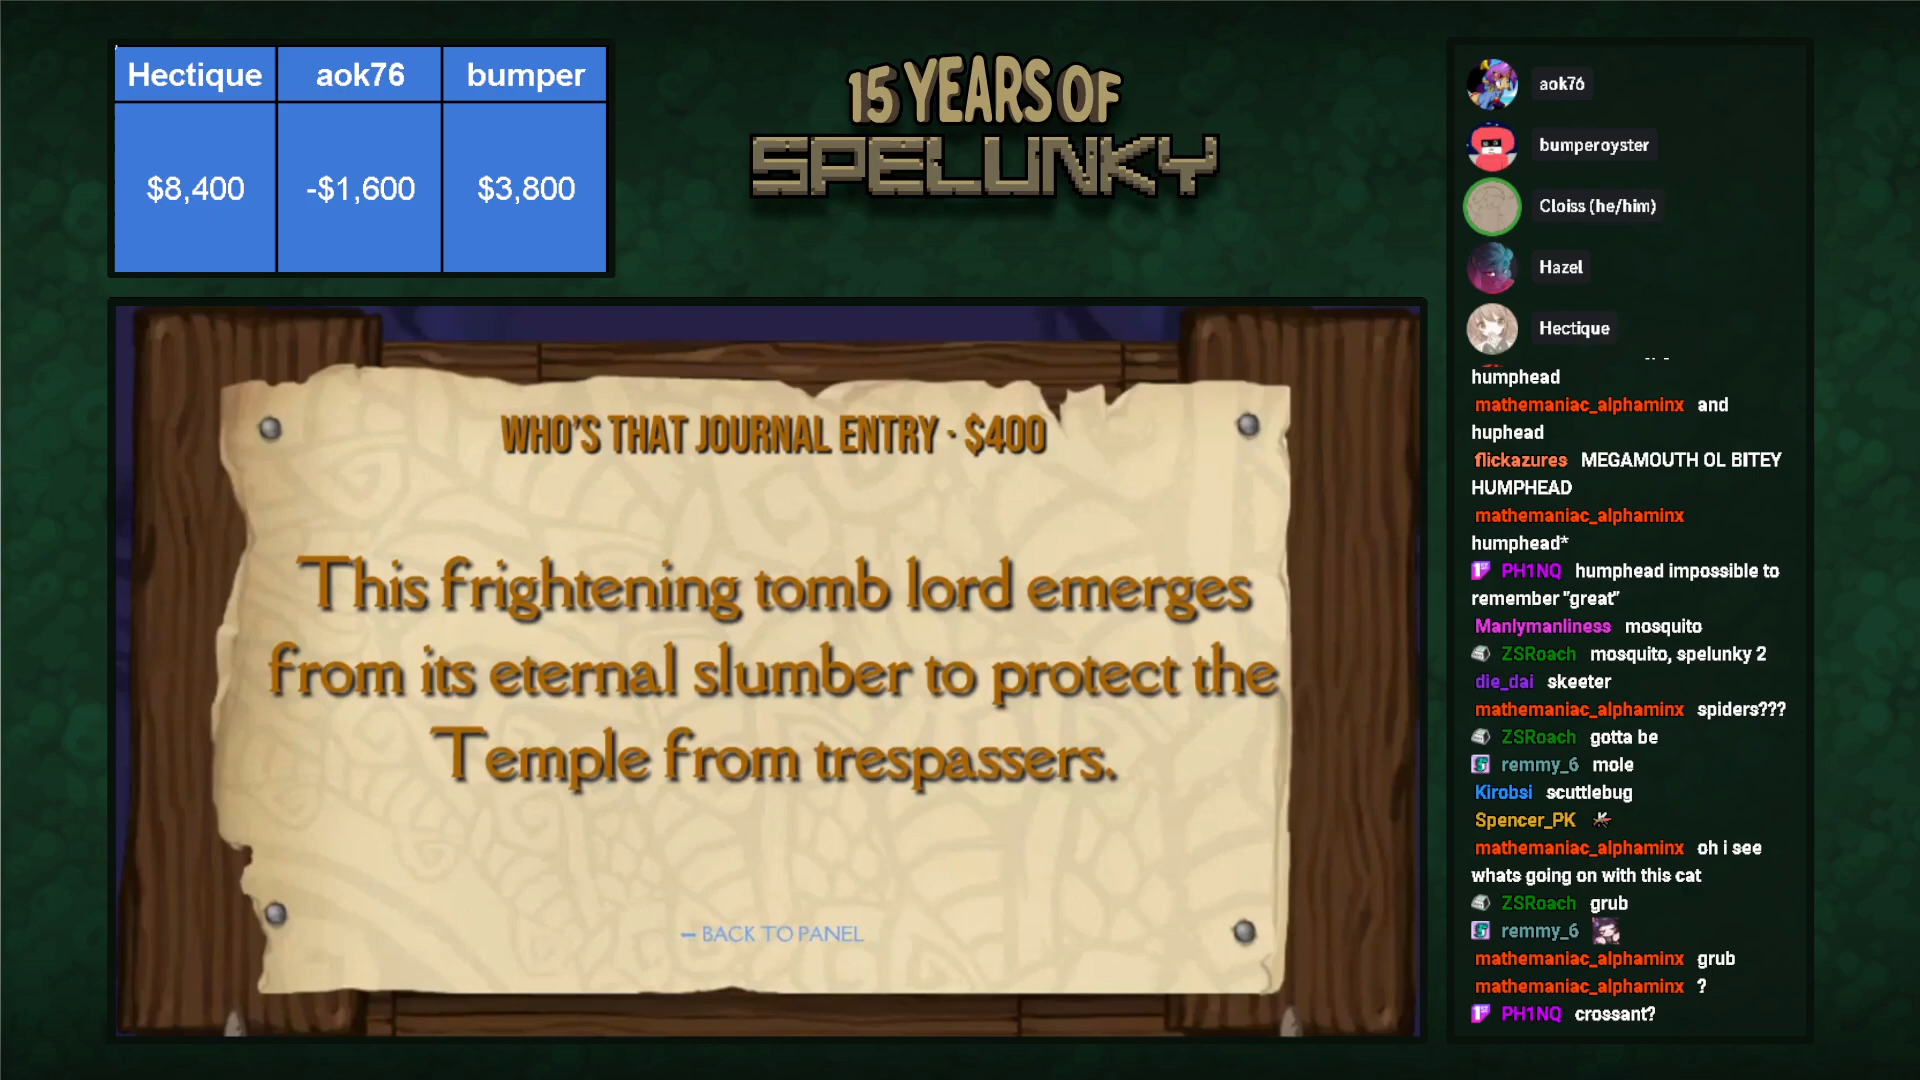 Hectique aok76 bumper
$8,400 -$1,600 $3,800
15 YEARS OF
SPELUNKY
WHO'S THAT JOURNAL ENTRY · $400
This frightening tomb lord emerges
from its eternal slumber to protect the
Temple from trespassers.
BACK TO PANEL
aok76
bumperoyster
Cloiss (he/him)
Hazel
Hectique
humphead
mathemaniac_alphaminx and
huphead
flickazures MEGAMOUTH OL BITEY
HUMPHEAD
mathemaniac_alphaminx
humphead*
PH1NQ humphead impossible to
remember "great"
Manlymanliness mosquito
ZSRoach mosquito, spelunky 2
die_dai skeeter
mathemaniac_alphaminx spiders???
ZSRoach gotta be
remmy_6 mole
Kirobsi scuttlebug
Spencer_PK
mathemaniac_alphaminx oh i see
whats going on with this cat
ZSRoach grub
remmy_6
mathemaniac_alphaminx grub
mathemaniac_alphaminx ?
PH1NQ crossant?